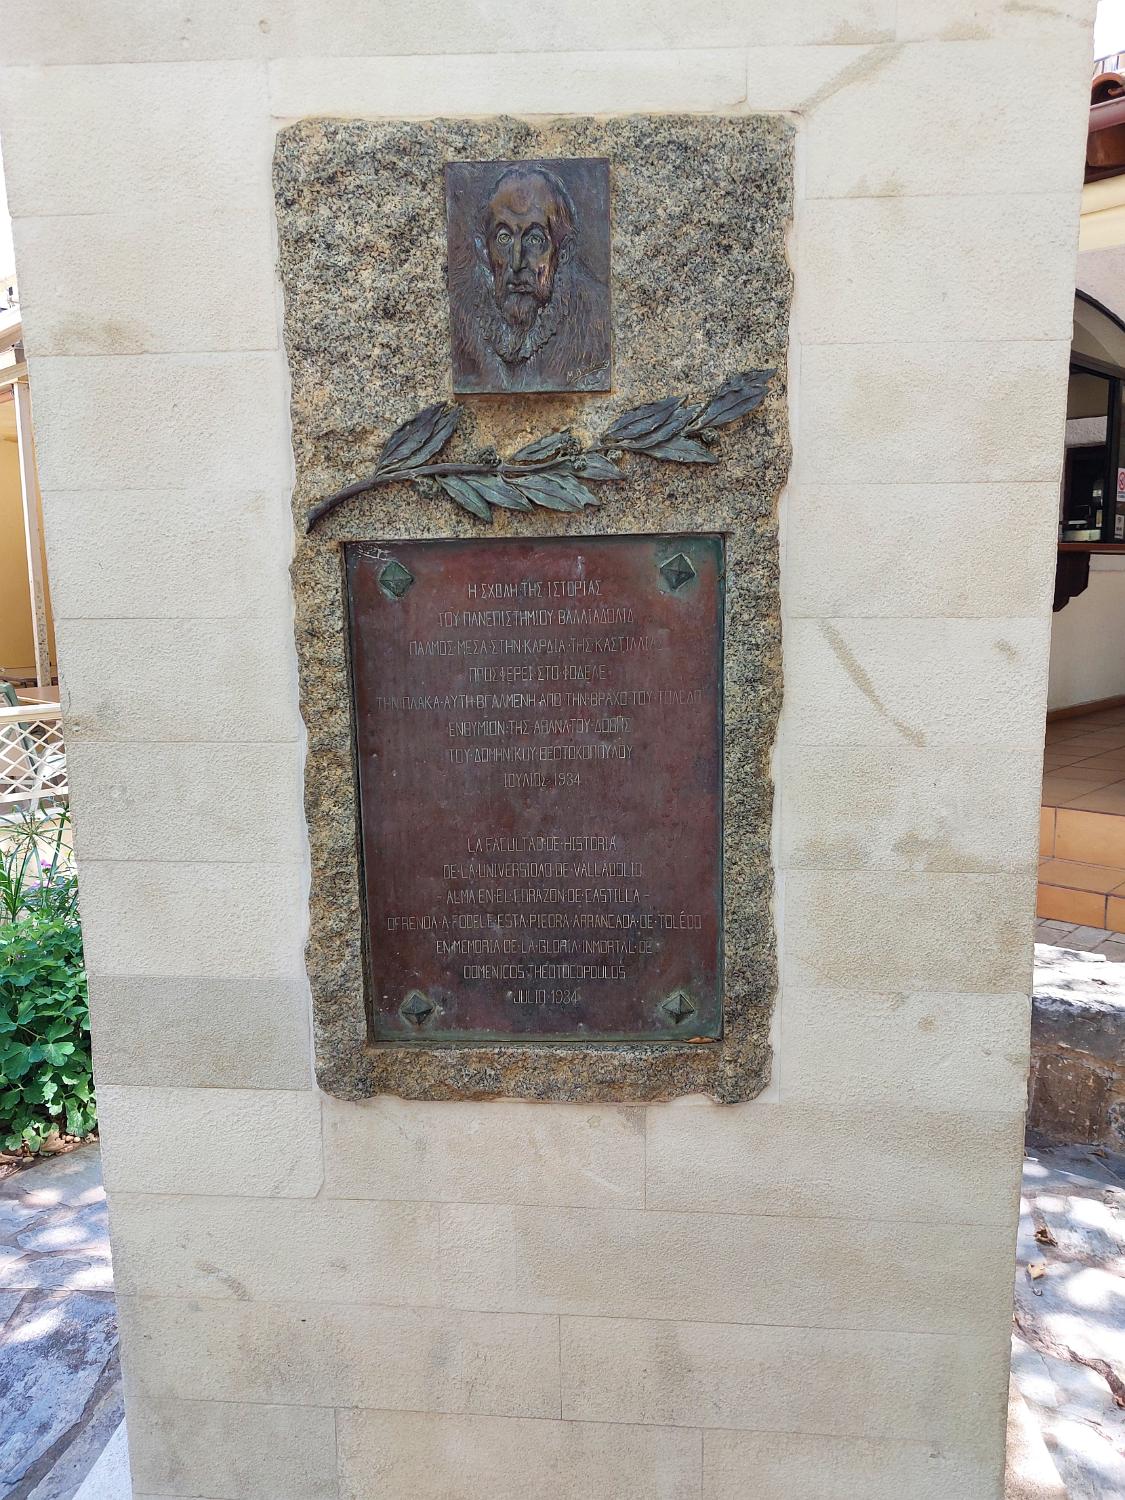 Η ΣΧΟΛΗ·ΤΗΣ ΙΣΤΟΡΙΑΣ
ΤΟΥ ΠΑΝΕΠΙΣΤΗΜΙΟΥ ΒΑΛΛΙΑΔΟΛΙΔ
ΠΑΛΜΟΣ·ΜΕΣΑ·ΣΤΗΝ·ΚΑΡΔΙΑ·ΤΗΣ·ΚΑΣΤΙΛΛΙΑΣ
ΠΡΟΣΦΕΡΕΙ·ΣΤΟ·ΦΟΔΕΛΕ·
ΤΗΝ·ΠΛΑΚΑ·ΑΥΤΗ·ΒΓΑΛΜΕΝΗ·ΑΠΟ·ΤΗΝ·ΒΡΑΧΟ·ΤΟΥ·ΤΟΛΕΔΟ
ΕΝΘΥΜΙΟΝ·ΤΗΣ·ΑΘΑΝΑΤΟΥ·ΔΟΞΗΣ
ΤΟΥ·ΔΟΜΗΝΙΚΟΥ·ΘΕΟΤΟΚΟΠΟΥΛΟΥ
ΙΟΥΛΙΟΣ·1934
LA·FACULTAD·DE·HISTORIA
DE·LA·UNIVERSIDAD·DE·VALLADOLID
-ALMA·EN·EL·CORAZON·DE·CASTILLA-
OFRENDA·A·FODELE·ESTA·PIEDRA·ARRANCADA·DE·TOLÉDO
EN·MEMORIA·DE·LA·GLORIA·INMORTAL·DE
DOMENICOS·THEOTOCOPOULOS
JULIO·1934